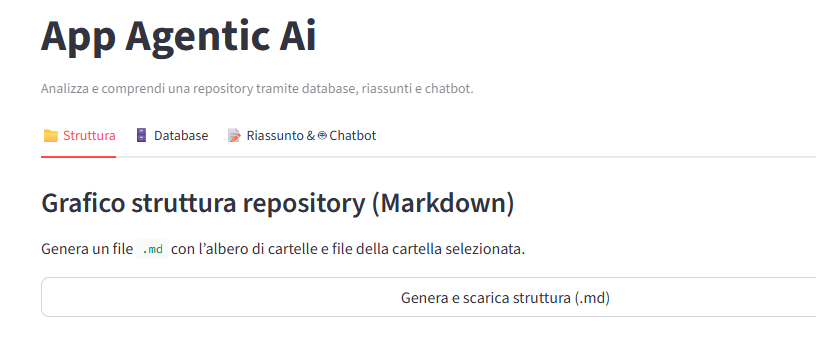 App Agentic Ai
Analizza e comprendi una repository tramite database, riassunti e chatbot.
Struttura Database Riassunto & Chatbot
Grafico struttura repository (Markdown)
Genera un file .md con l’albero di cartelle e file della cartella selezionata.
Genera e scarica struttura (.md)